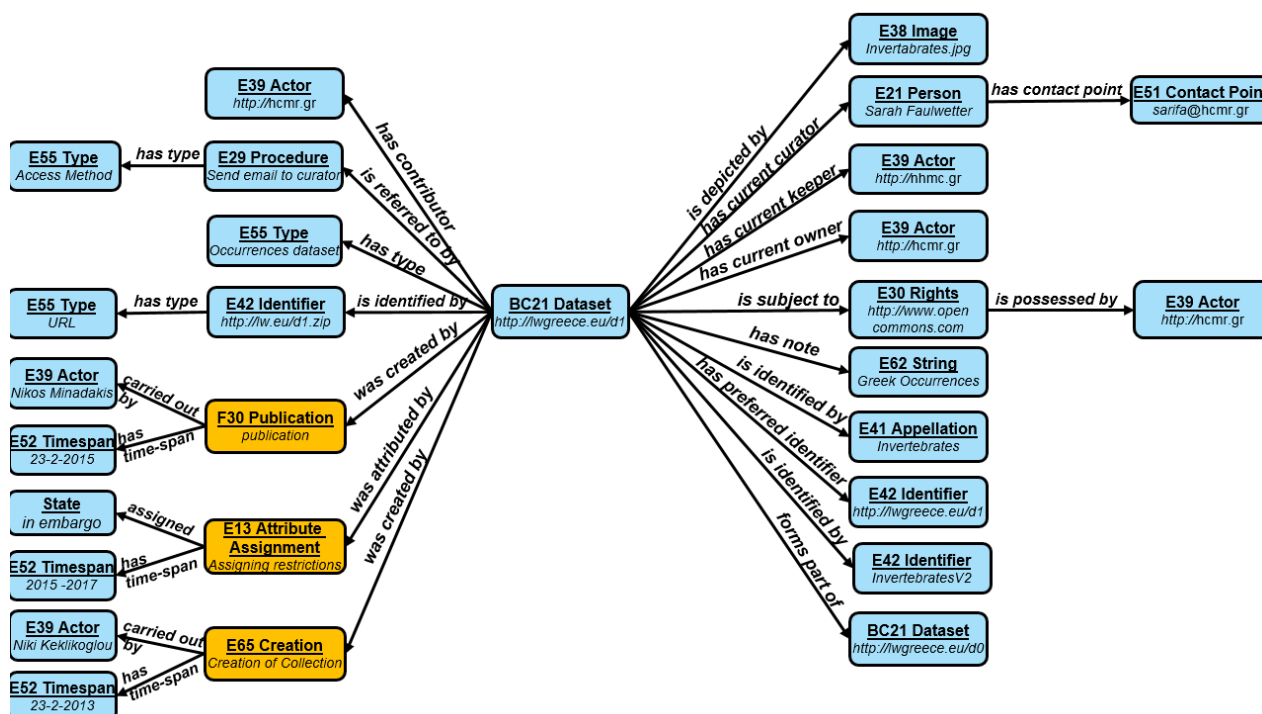 E39 Actor
http://hcmr.gr
E55 Type
Access Method
has type
E29 Procedure
Send email to curator
E55 Type
Occurrences dataset
E55 Type
URL
has type
E42 Identifier
http://lw.eu/d1.zip
E39 Actor
Nikos Minadakis
carried out
by
F30 Publication
publication
E52 Timespan
23-2-2015
has
time-span
State
in embargo
assigned
E13 Attribute
Assignment
Assigning restrictions
E52 Timespan
2015 -2017
has
time-span
E39 Actor
Niki Keklikoglou
carried out
by
E65 Creation
Creation of Collection
E52 Timespan
23-2-2013
has
time-span
has contributor
is referred to by
has type
is identified by
was created by
was attributed by
was created by
BC21 Dataset
http://lwgreece.eu/d1
is depicted by
has current curator
has current keeper
has current owner
is subject to
has note
is identified by
has preferred identifier
is identified by
forms part of
E38 Image
Invertabrates.jpg
E21 Person
Sarah Faulwetter
has contact point
E51 Contact Poin
sarifa@hcmr.gr
E39 Actor
http://nhmc.gr
E39 Actor
http://hcmr.gr
E30 Rights
http://www.open
commons.com
is possessed by
E39 Actor
http://hcmr.gr
E62 String
Greek Occurrences
E41 Appellation
Invertebrates
E42 Identifier
http://lwgreece.eu/d1
E42 Identifier
InvertebratesV2
BC21 Dataset
http://lwgreece.eu/d0